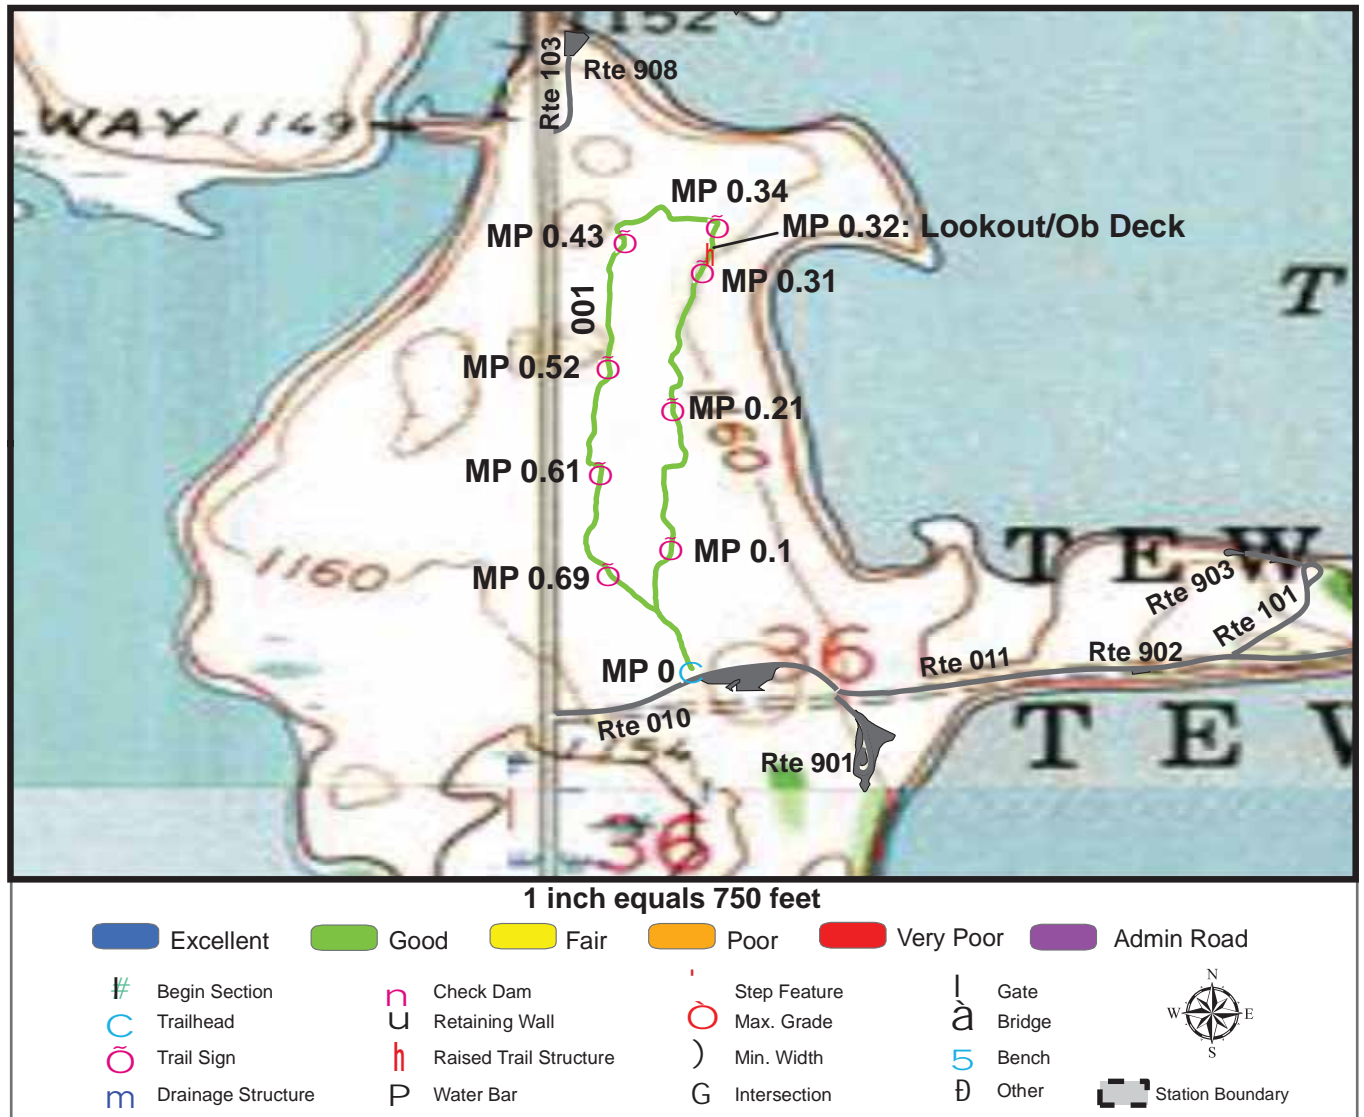 1152
Rte 103
Rte 908
WAY 1149
MP 0.34
MP 0.43
MP 0.32: Lookout/Ob Deck
MP 0.31
T
001
MP 0.52
MP 0.21
1160
MP 0.61
MP 0.1
TEW
1160
MP 0.69
Rte 903
Rte 101
36
MP 0
Rte 011
Rte 902
Rte 010
TEV
Rte 901
36
1 inch equals 750 feet
Excellent
Good
Fair
Poor
Very Poor
Admin Road
Begin Section
Check Dam
Step Feature
Gate
Trailhead
Retaining Wall
Max. Grade
Bridge
Trail Sign
Raised Trail Structure
Min. Width
Bench
Drainage Structure
Water Bar
Intersection
Other
Station Boundary
N
W E
S